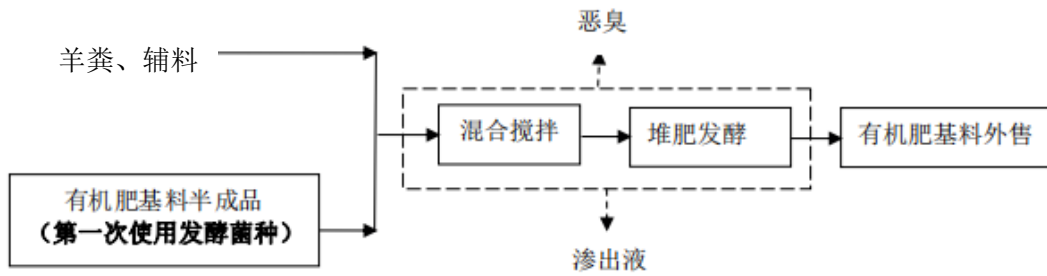 恶臭
羊粪、辅料
混合搅拌
堆肥发酵
有机肥基料外售
有机肥基料半成品
（第一次使用发酵菌种）
渗出液